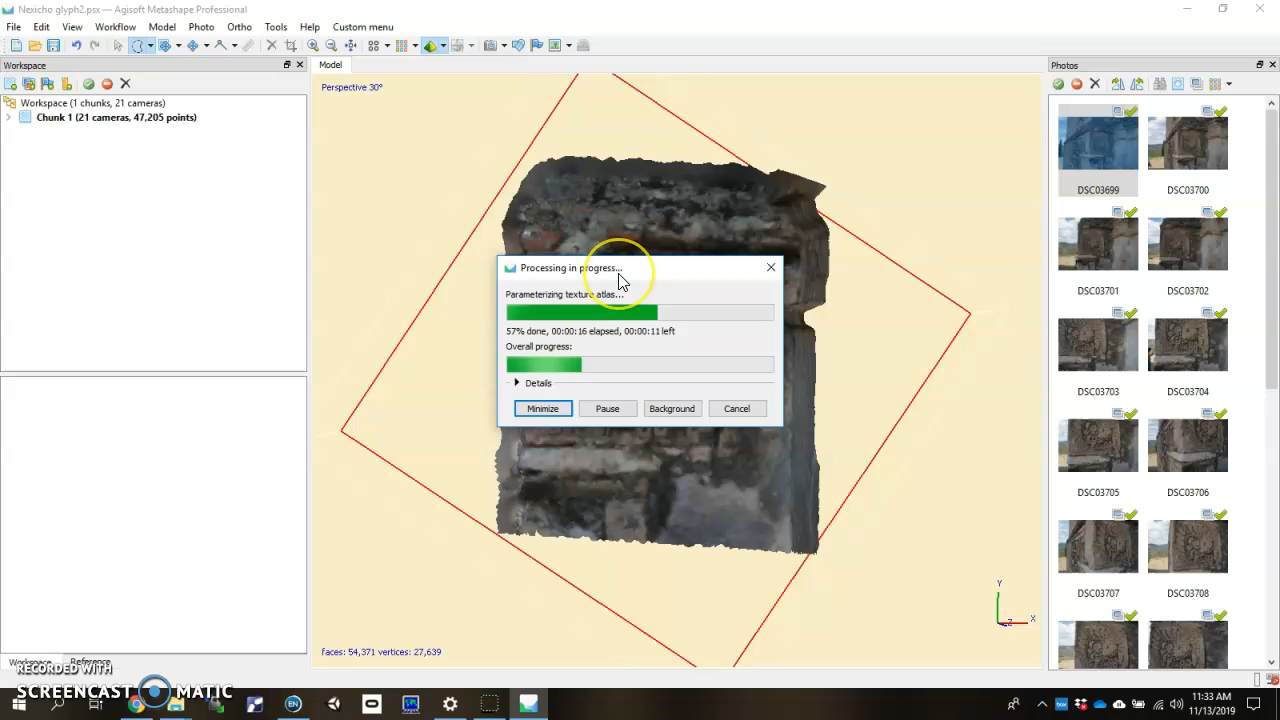 Nexicho glyph2.psx — Agisoft Metashape Professional
File Edit View Workflow Model Photo Ortho Tools Help Custom menu
Workspace
Model
Photos
Workspace (1 chunks, 21 cameras)
Chunk 1 (21 cameras, 47,205 points)
Perspective 30°
DSC03699 DSC03700
DSC03701 DSC03702
DSC03703 DSC03704
DSC03705 DSC03706
DSC03707 DSC03708
Processing in progress...
Parameterizing texture atlas...
57% done, 00:00:16 elapsed, 00:00:11 left
Overall progress:
Details
Minimize Pause Background Cancel
Y
X
Z
faces: 54,371 vertices: 27,639
Reference
RECORDED WITH
SCREENCAST MATIC
EN
11:33 AM
11/13/2019